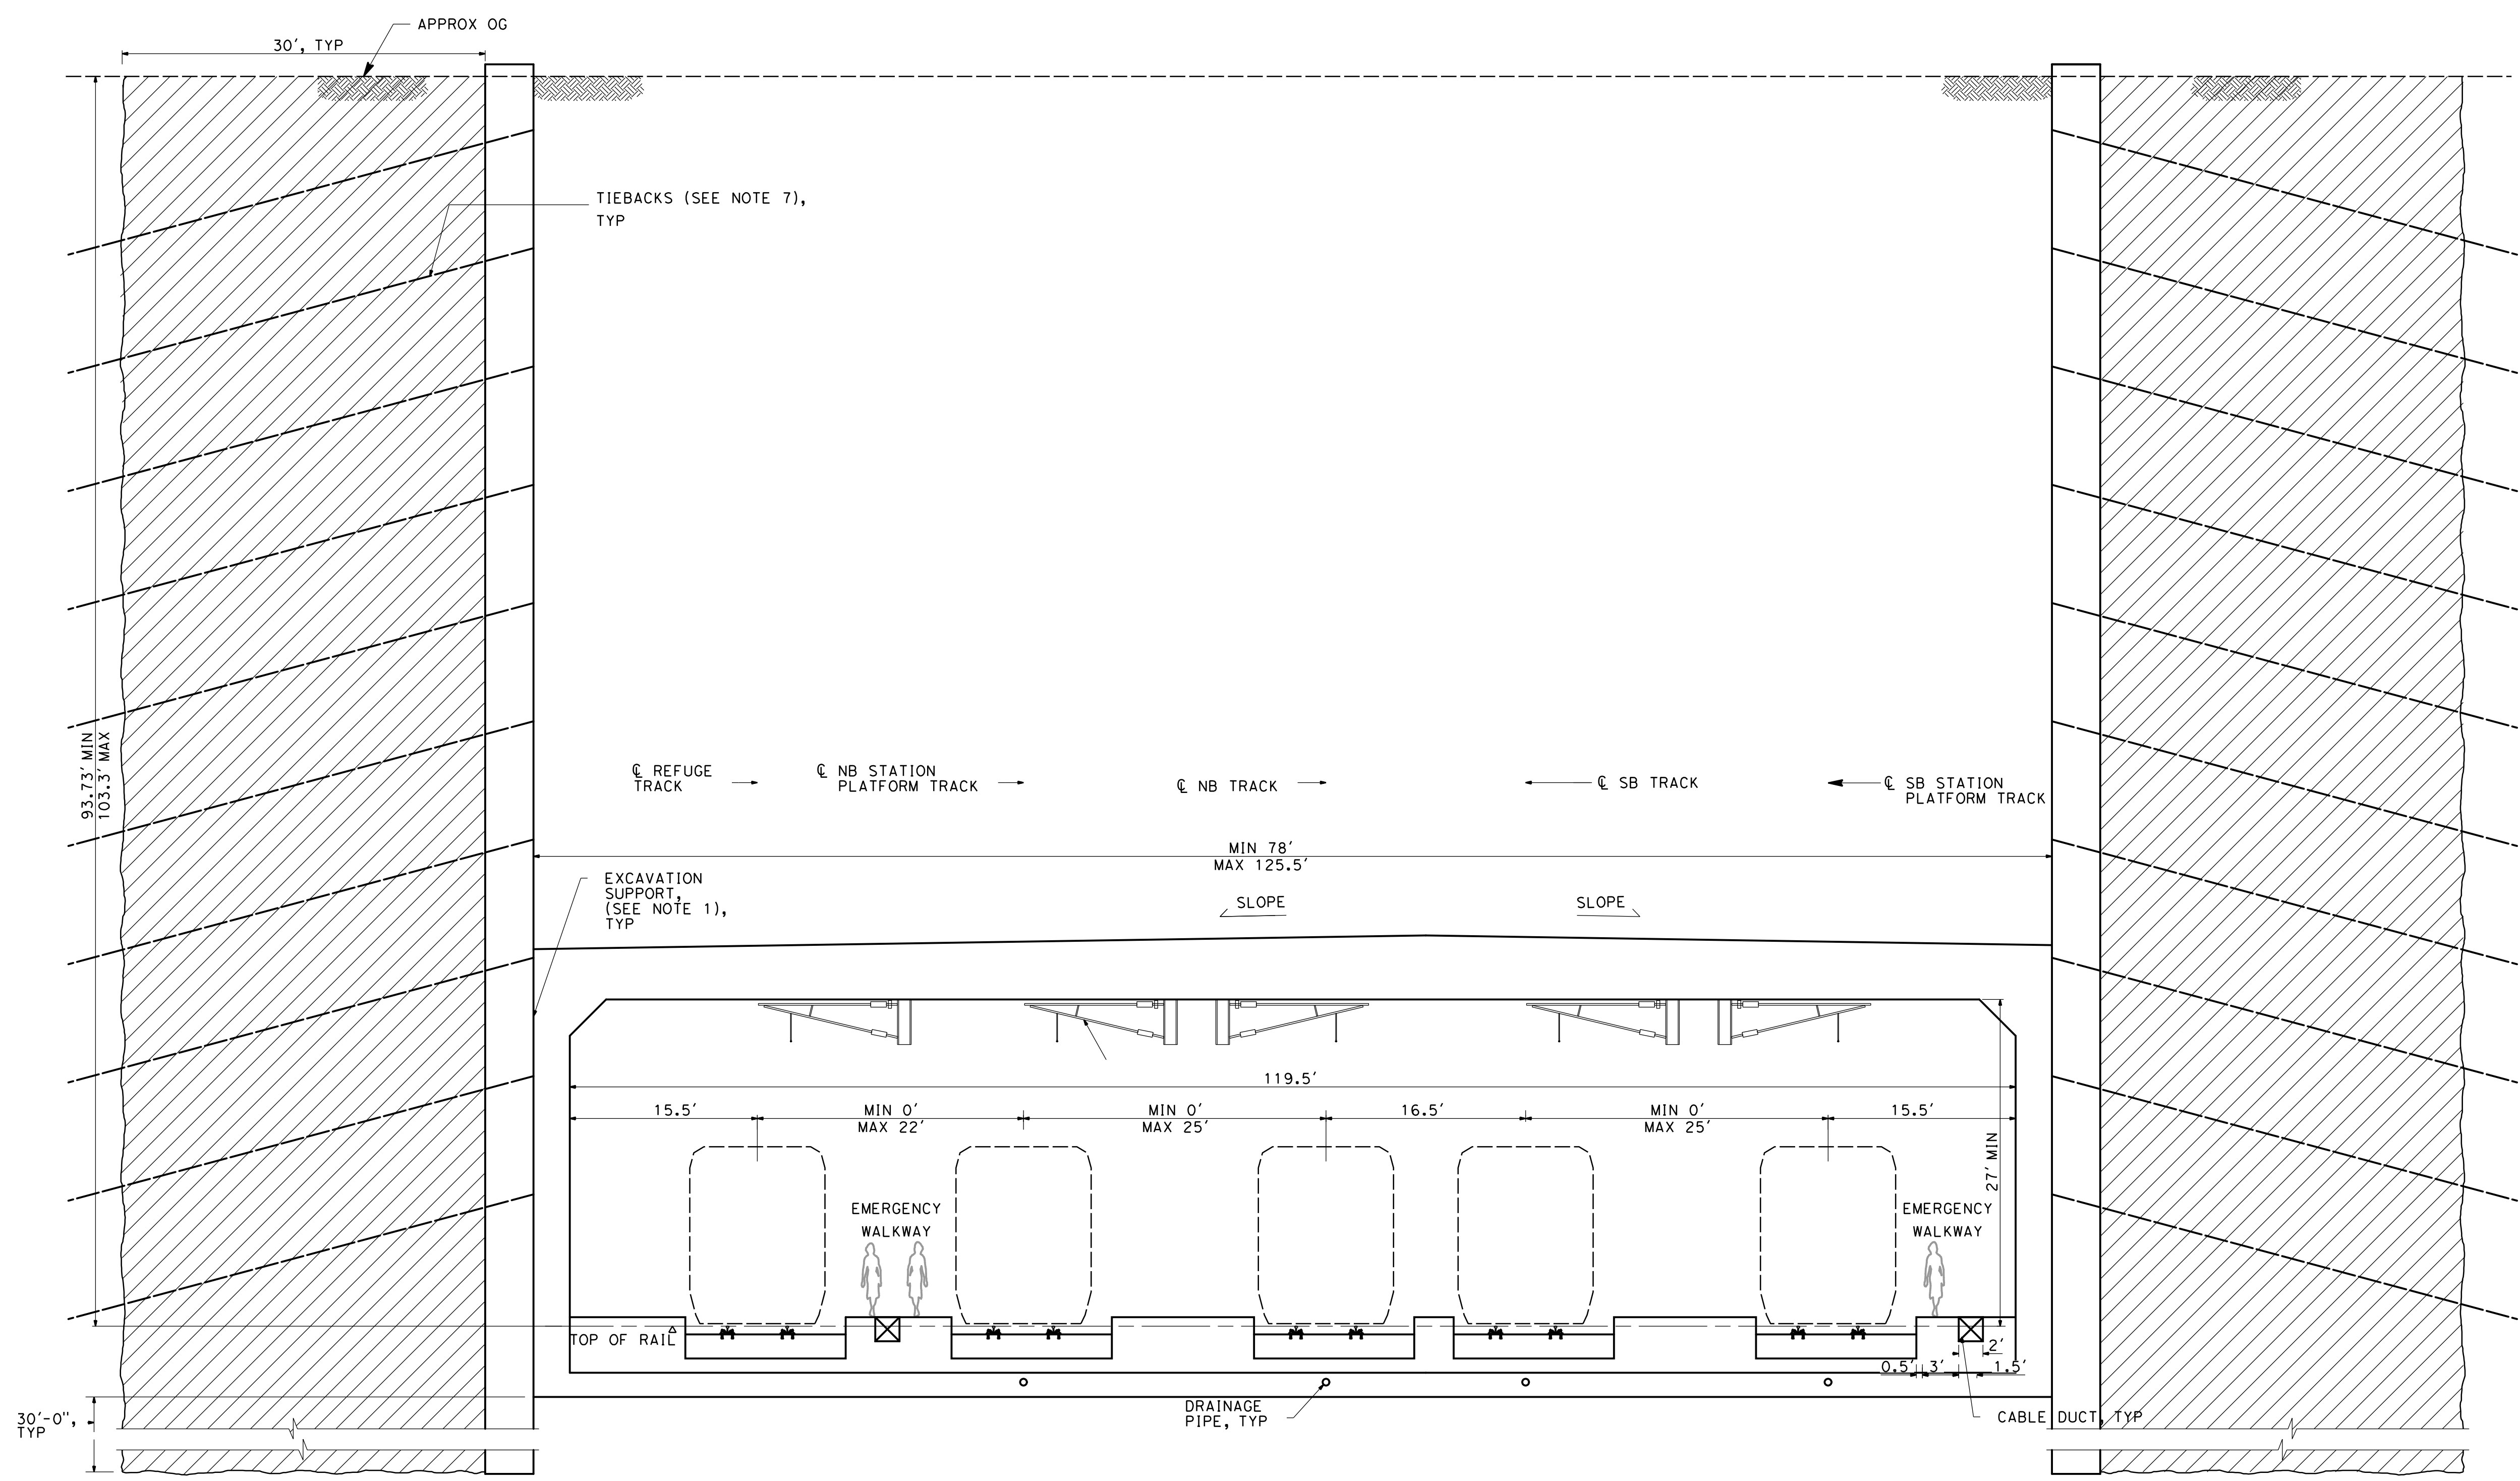 APPROX OG
30', TYP
TIEBACKS (SEE NOTE 7),
TYP
93.73' MIN
103.3' MAX
℄ REFUGE
TRACK
℄ NB STATION
PLATFORM TRACK
℄ NB TRACK
℄ SB TRACK
℄ SB STATION
PLATFORM TRACK
MIN 78'
MAX 125.5'
EXCAVATION
SUPPORT,
(SEE NOTE 1),
TYP
SLOPE
SLOPE
119.5'
15.5'
MIN 0'
MAX 22'
MIN 0'
MAX 25'
16.5'
MIN 0'
MAX 25'
15.5'
27' MIN
EMERGENCY
WALKWAY
EMERGENCY
WALKWAY
TOP OF RAIL
2'
0.5'
3'
1.5'
30'-0",
TYP
DRAINAGE
PIPE, TYP
CABLE DUCT, TYP